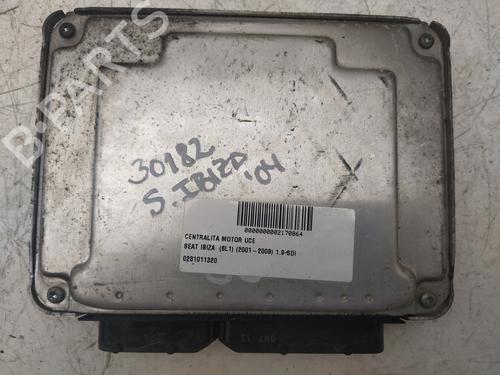 B-PARTS
30182
S. IBIZA '04
0000000002170864
CENTRALITA MOTOR UCE
SEAT IBIZA (6L1) (2001-2009) 1.9 SDI
0281011320